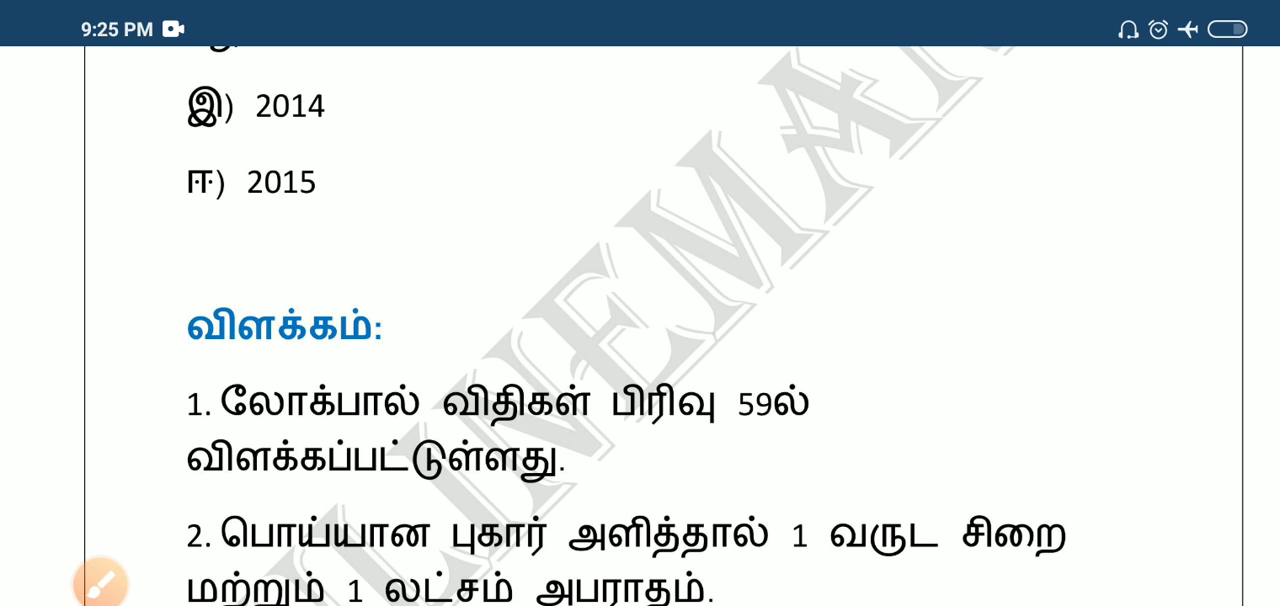 9:25 PM
இ) 2014
ஈ) 2015
விளக்கம்:
1. லோக்பால் விதிகள் பிரிவு 59ல்
விளக்கப்பட்டுள்ளது.
2. பொய்யான புகார் அளித்தால் 1 வருட சிறை
மற்றும் 1 லட்சம் அபராதம்.